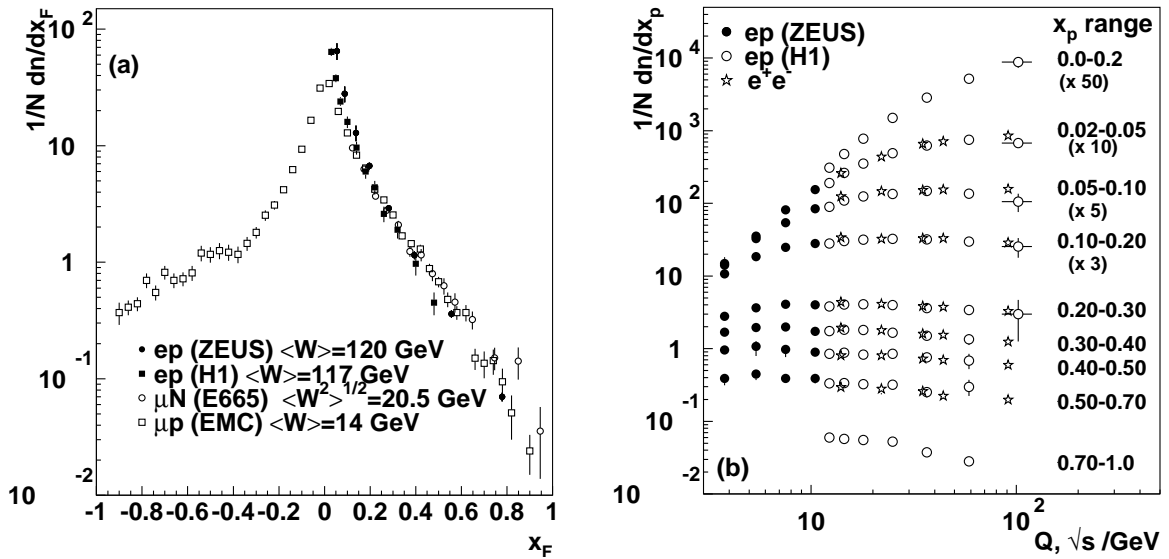 1/N dn/dx_F
(a)
10^2
10
1
10^-1
10^-2
ep (ZEUS) <W>=120 GeV
ep (H1) <W>=117 GeV
μN (E665) <W^2>^1/2=20.5 GeV
μp (EMC) <W>=14 GeV
-1 -0.8 -0.6 -0.4 -0.2 0 0.2 0.4 0.6 0.8 1
x_F
1/N dn/dx_p
10^5
10^4
10^3
10^2
10
1
10^-1
10^-2
ep (ZEUS)
ep (H1)
e^+e^-
x_p range
0.0-0.2
(x 50)
0.02-0.05
(x 10)
0.05-0.10
(x 5)
0.10-0.20
(x 3)
0.20-0.30
0.30-0.40
0.40-0.50
0.50-0.70
0.70-1.0
(b)
10 10^2
Q, √s /GeV